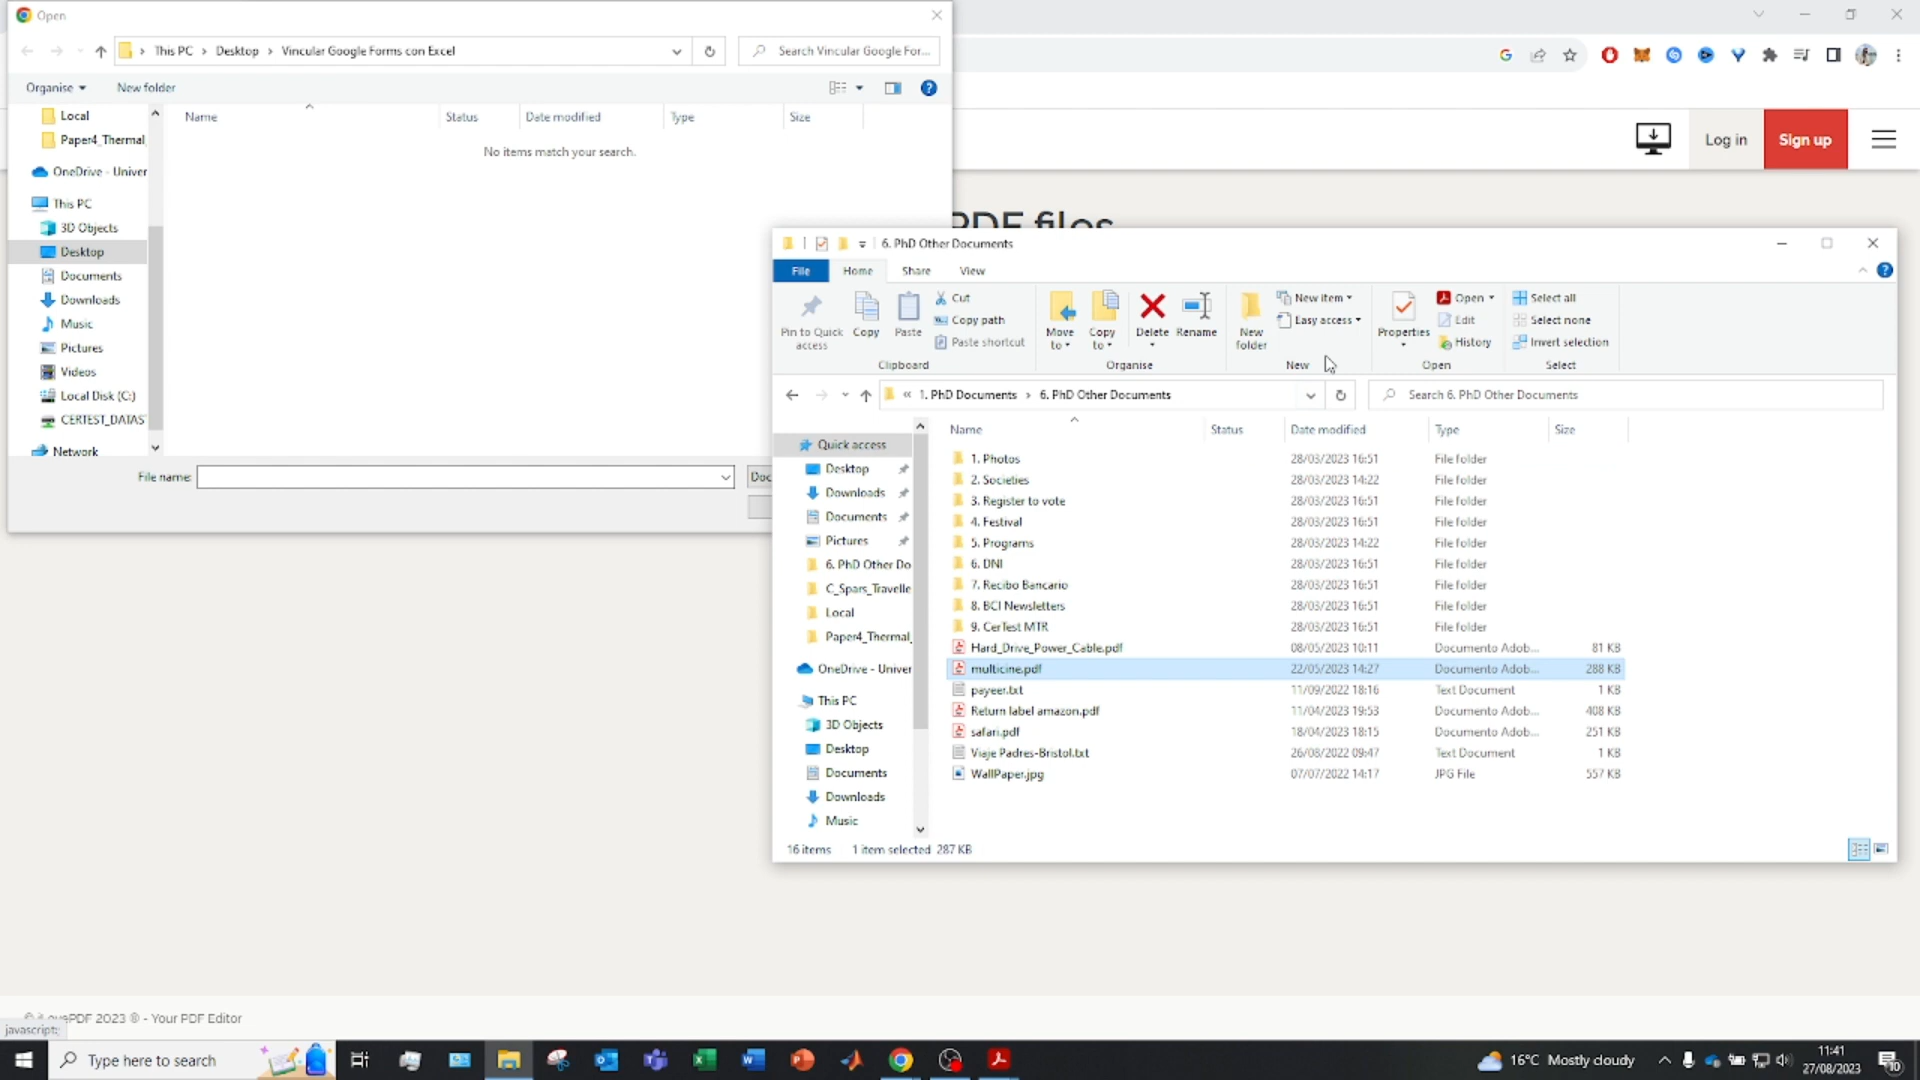 Open
This PC > Desktop > Vincular Google Forms con Excel
Search Vincular Google For...
Organise
New folder
Name
Status
Date modified
Type
Size
No items match your search.
Local
Paper4_Thermal_
OneDrive - Univer
This PC
3D Objects
Desktop
Documents
Downloads
Music
Pictures
Videos
Local Disk (C:)
CERTEST_DATAS
Network
File name:
Doc
Log in
Sign up
PDF files
6. PhD Other Documents
File
Home
Share
View
Pin to Quick access
Copy
Paste
Cut
Copy path
Paste shortcut
Clipboard
Move to
Copy to
Delete
Rename
Organise
New folder
New item
Easy access
New
Properties
Open
Edit
History
Open
Select all
Select none
Invert selection
Select
« 1. PhD Documents > 6. PhD Other Documents
Search 6. PhD Other Documents
Quick access
Desktop
Downloads
Documents
Pictures
6. PhD Other Do
C_Spars_Travelle
Local
Paper4_Thermal_
OneDrive - Univer
This PC
3D Objects
Desktop
Documents
Downloads
Music
Name Status Date modified Type Size
1. Photos 28/03/2023 16:51 File folder
2. Societies 28/03/2023 14:22 File folder
3. Register to vote 28/03/2023 16:51 File folder
4. Festival 28/03/2023 16:51 File folder
5. Programs 28/03/2023 14:22 File folder
6. DNI 28/03/2023 16:51 File folder
7. Recibo Bancario 28/03/2023 16:51 File folder
8. BCI Newsletters 28/03/2023 16:51 File folder
9. CerTest MTR 28/03/2023 16:51 File folder
Hard_Drive_Power_Cable.pdf 08/05/2023 10:11 Documento Adob... 81 KB
multicine.pdf 22/05/2023 14:27 Documento Adob... 288 KB
payeer.txt 11/09/2022 18:16 Text Document 1 KB
Return label amazon.pdf 11/04/2023 19:53 Documento Adob... 408 KB
safari.pdf 18/04/2023 18:15 Documento Adob... 251 KB
Viaje Padres-Bristol.txt 26/08/2022 09:47 Text Document 1 KB
WallPaper.jpg 07/07/2022 14:17 JPG File 557 KB
16 items 1 item selected 287 KB
PDF 2023 ® - Your PDF Editor
javascript:;
Type here to search
16°C Mostly cloudy
11:41
27/08/2023
10